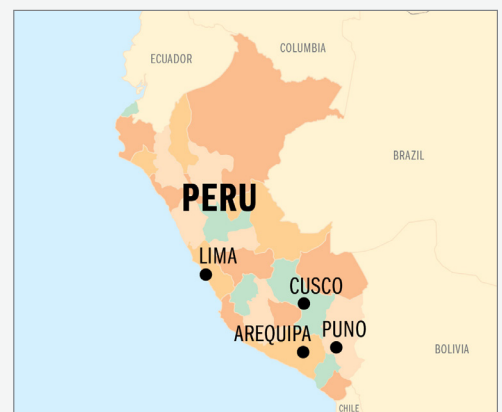 COLUMBIA
ECUADOR
BRAZIL
PERU
LIMA
CUSCO
AREQUIPA
PUNO
BOLIVIA
CHILE